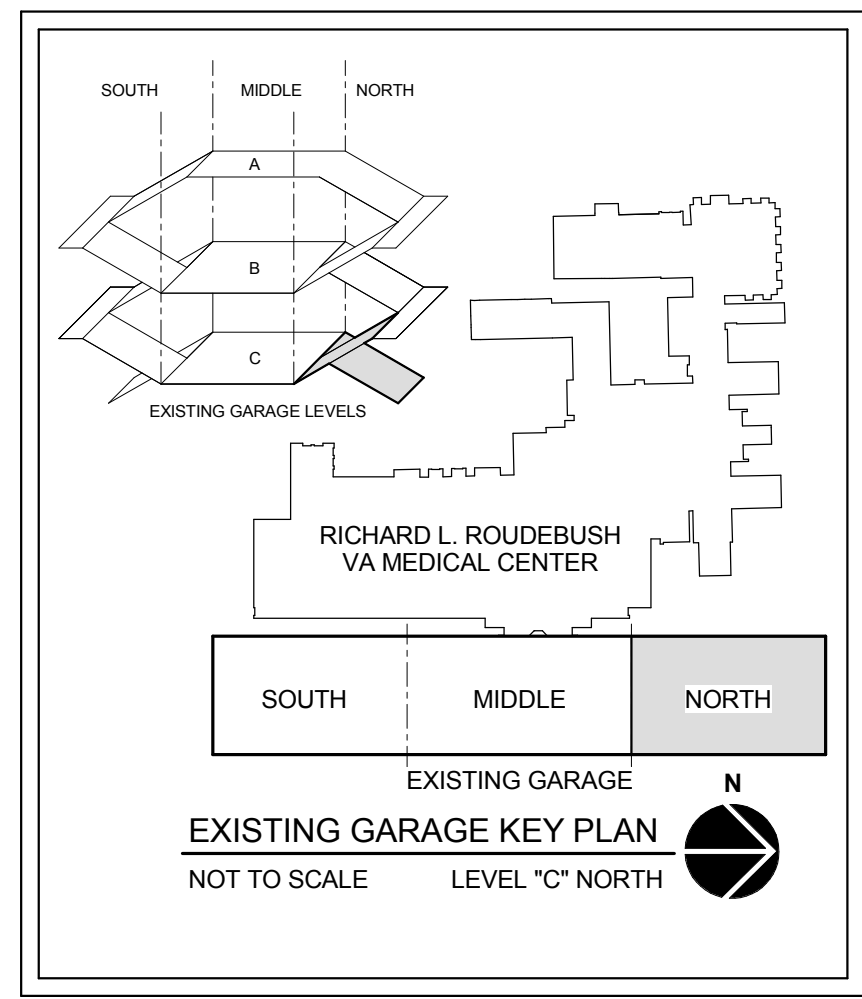 SOUTH MIDDLE NORTH
A
B
C
EXISTING GARAGE LEVELS
RICHARD L. ROUDEBUSH
VA MEDICAL CENTER
SOUTH MIDDLE NORTH
EXISTING GARAGE
N
EXISTING GARAGE KEY PLAN
NOT TO SCALE LEVEL "C" NORTH